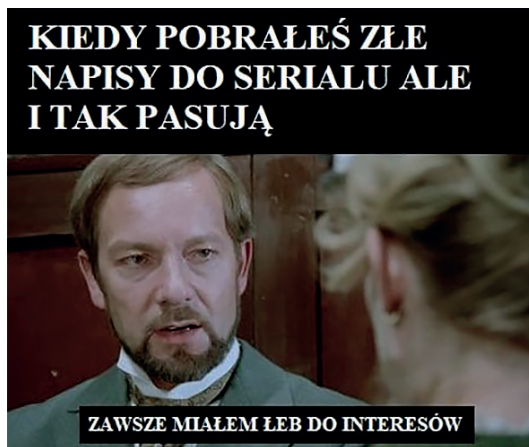 KIEDY POBRAŁEŚ ZŁE
NAPISY DO SERIALU ALE
I TAK PASUJĄ
ZAWSZE MIAŁEM ŁEB DO INTERESÓW